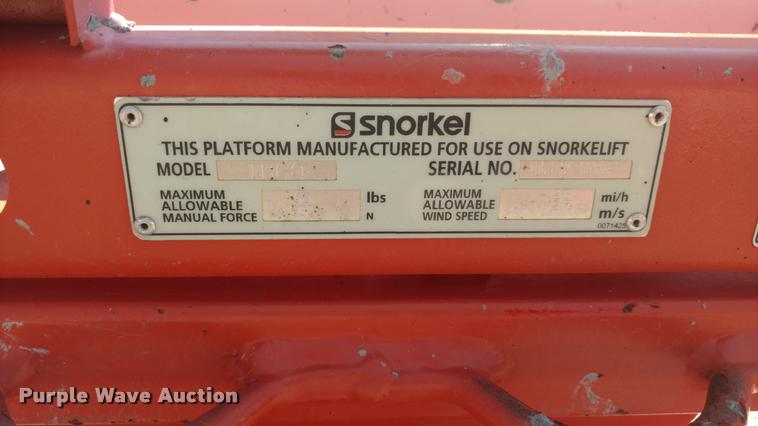 snorkel
THIS PLATFORM MANUFACTURED FOR USE ON SNORKELIFT
MODEL SERIAL NO.
MAXIMUM ALLOWABLE MANUAL FORCE lbs N
MAXIMUM ALLOWABLE WIND SPEED mi/h m/s
0071425
Purple Wave Auction